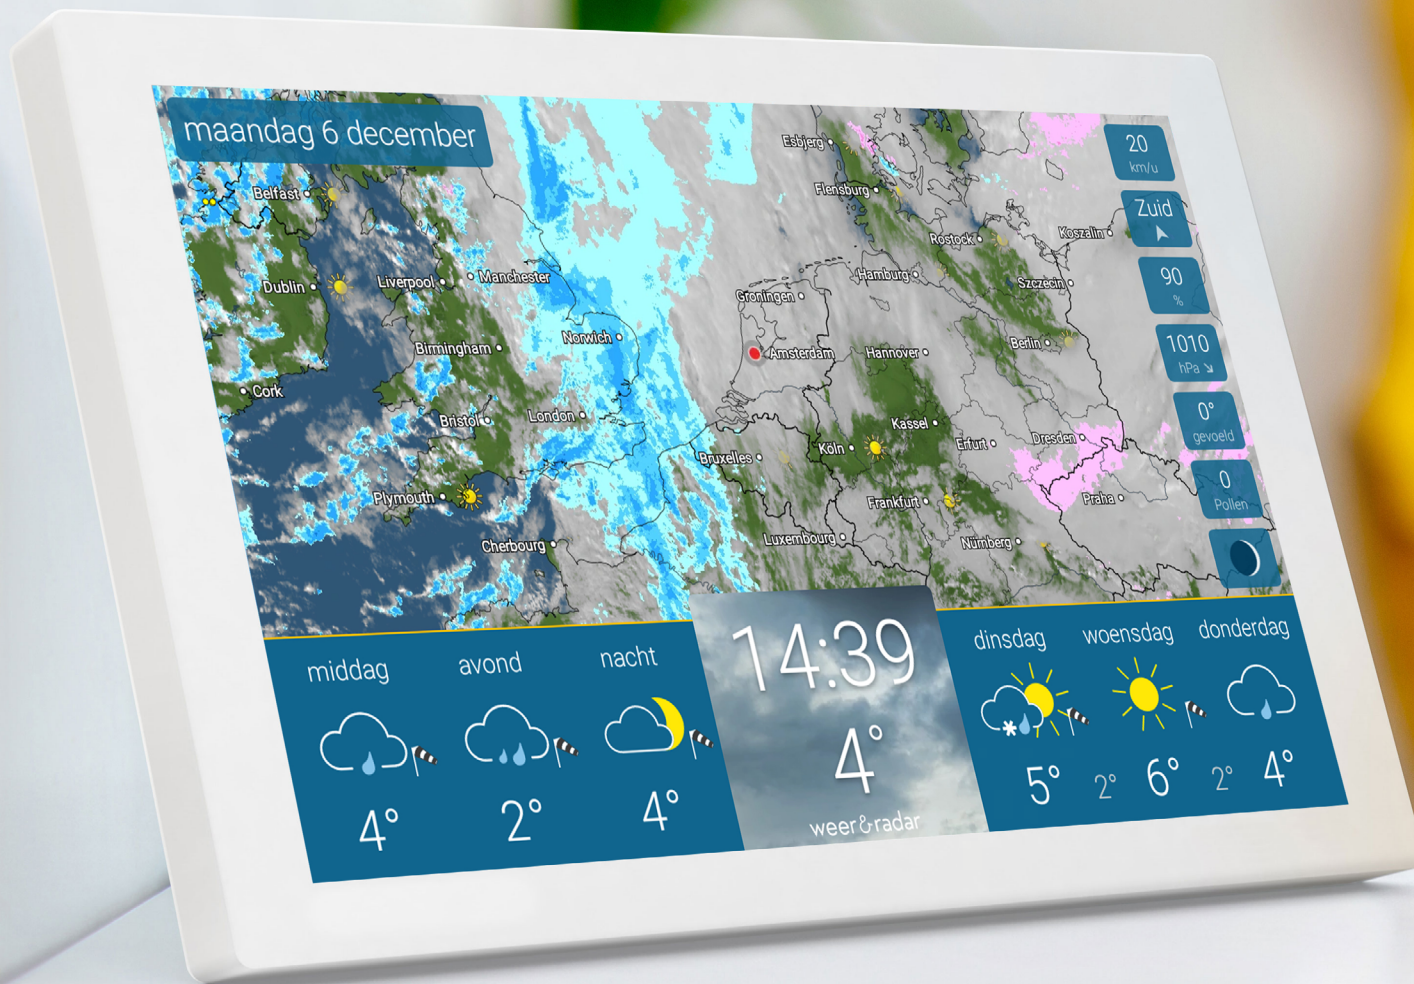 maandag 6 december
20
km/u
Zuid
90
%
1010
hPa
0°
gevoeld
0
Pollen
Belfast
Dublin
Liverpool
Manchester
Birmingham
Norwich
Cork
Bristol
London
Plymouth
Cherbourg
Esbjerg
Flensburg
Rostock
Koszalin
Hamburg
Szczecin
Groningen
Amsterdam
Hannover
Berlin
Kassel
Köln
Erfurt
Dresden
Bruxelles
Frankfurt
Praha
Luxembourg
Nürnberg
middag
avond
nacht
4°
2°
4°
14:39
4°
weer&radar
dinsdag
woensdag
donderdag
5°
2°
6°
2°
4°